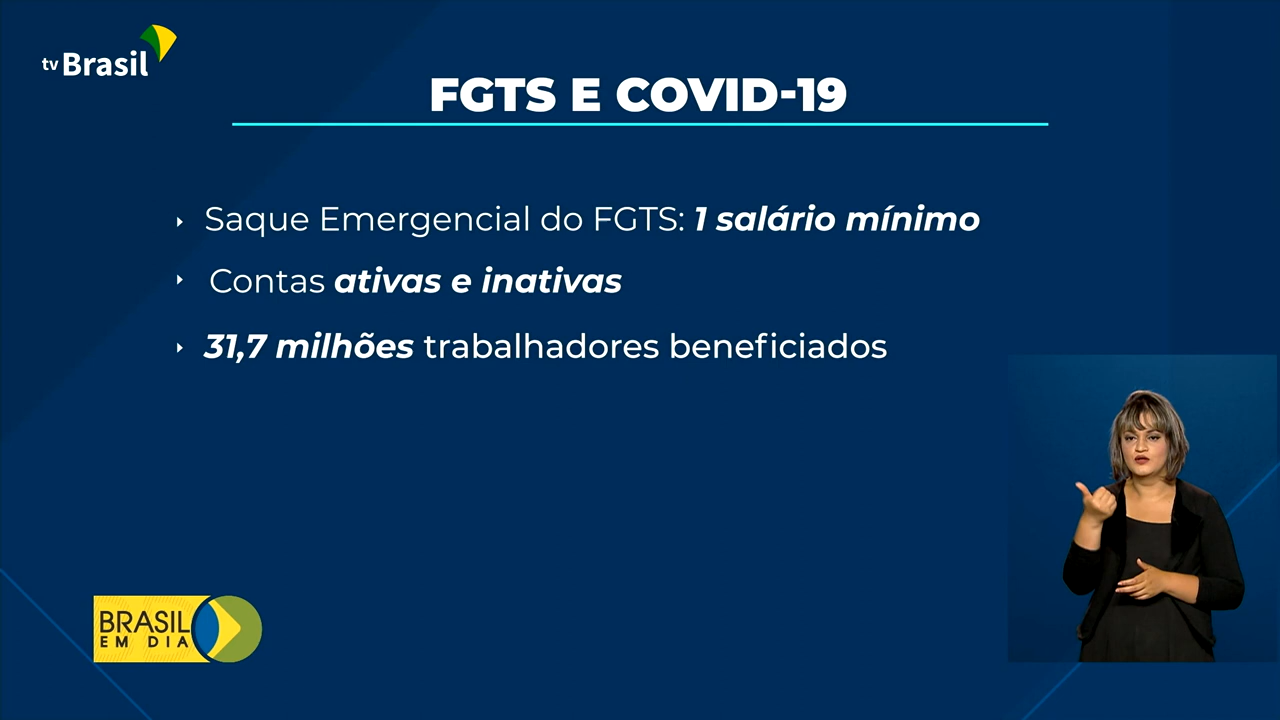 tv Brasil
FGTS E COVID-19
Saque Emergencial do FGTS: 1 salário mínimo
Contas ativas e inativas
31,7 milhões trabalhadores beneficiados
BRASIL
EM DIA